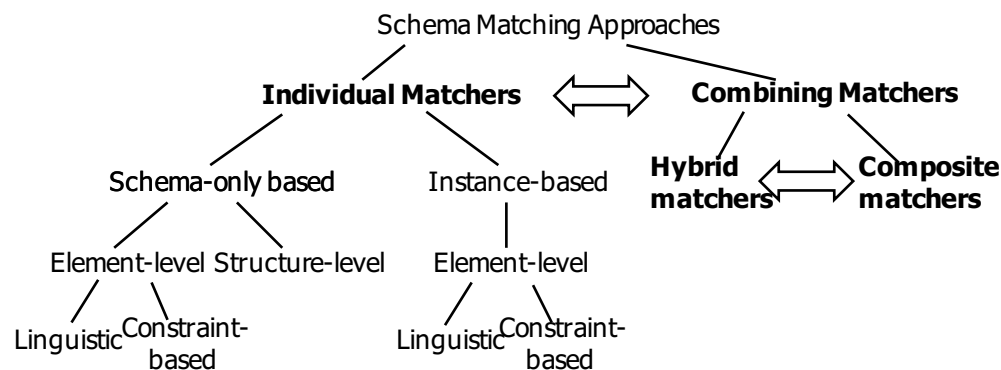 Schema Matching Approaches
Individual Matchers
Combining Matchers
Hybrid
matchers
Composite
matchers
Schema-only based
Instance-based
Element-level
Structure-level
Element-level
Linguistic
Constraint-
based
Linguistic
Constraint-
based